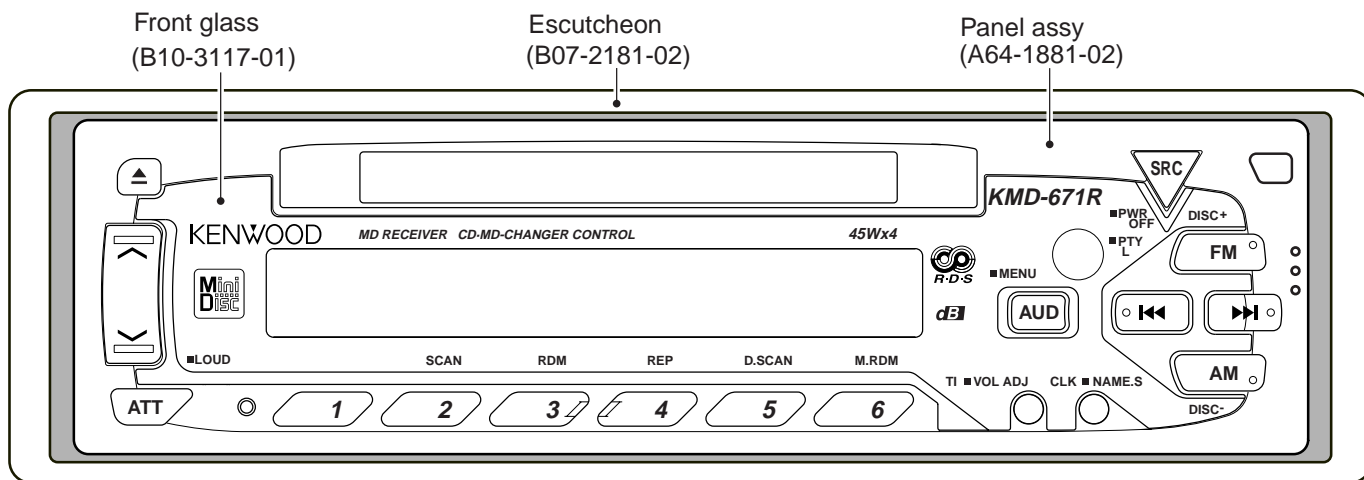 Front glass
(B10-3117-01)
Escutcheon
(B07-2181-02)
Panel assy
(A64-1881-02)
SRC
KMD-671R
■PWR
OFF
DISC+
KENWOOD
MD RECEIVER CD•MD-CHANGER CONTROL
45Wx4
■PTY
L
FM
Mini
Disc
R•D•S
■MENU
dB
AUD
■LOUD
SCAN
RDM
REP
D.SCAN
M.RDM
TI ■VOL ADJ
CLK ■NAME.S
AM
DISC-
ATT
1
2
3
4
5
6